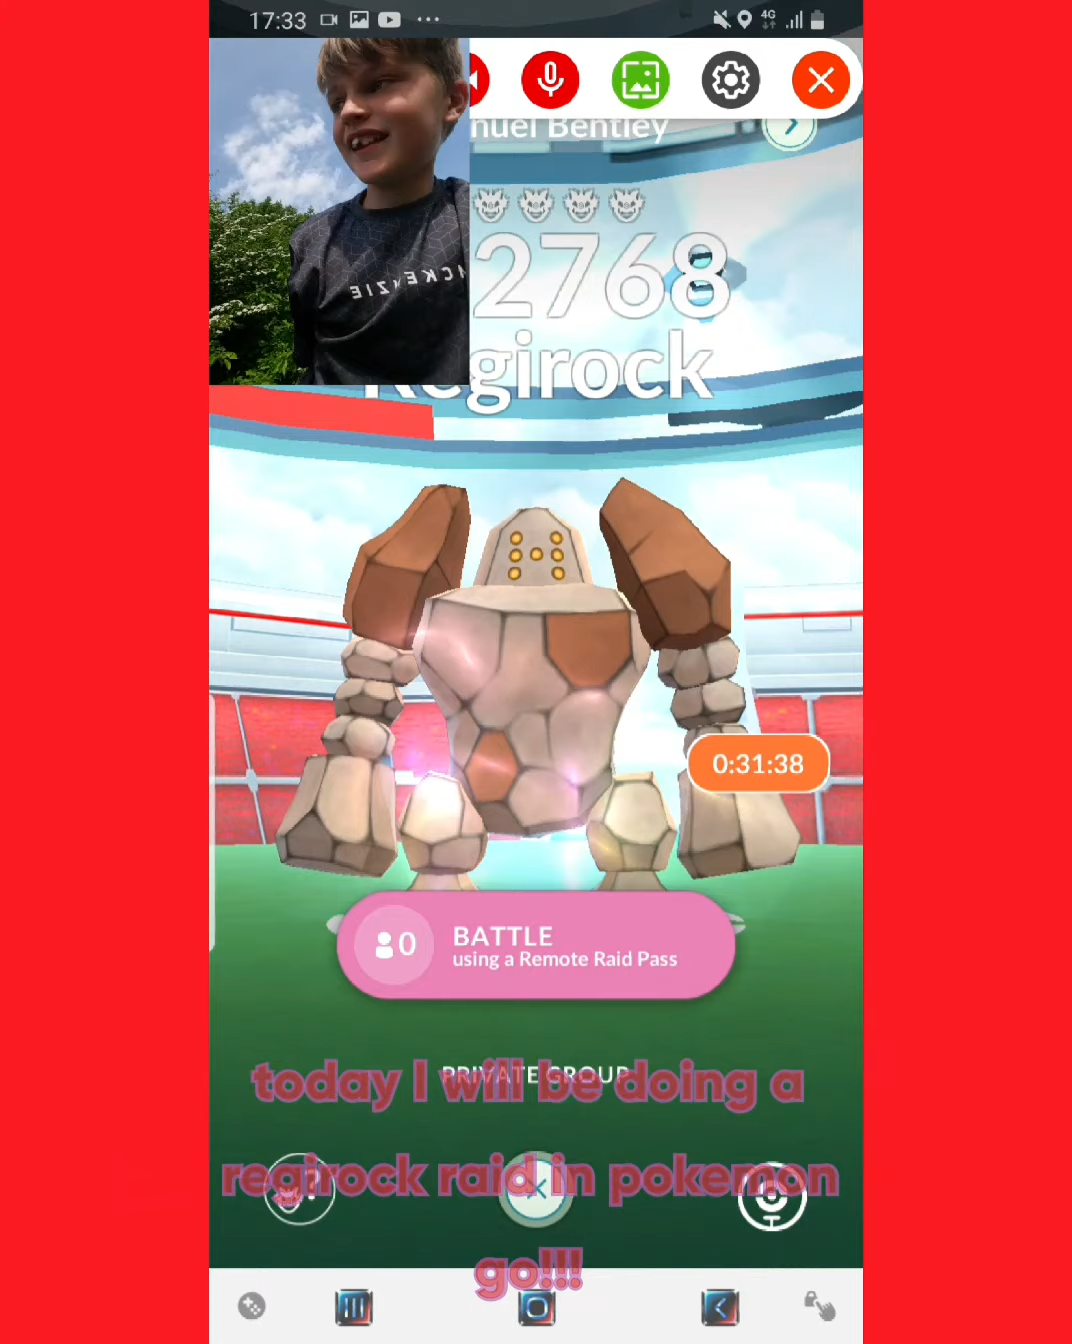 17:33
4G
nuel Bentley
2768
Regirock
0:31:38
0
BATTLE
using a Remote Raid Pass
PRIVATE GROUP
today I will be doing a
regirock raid in pokemon
go!!!